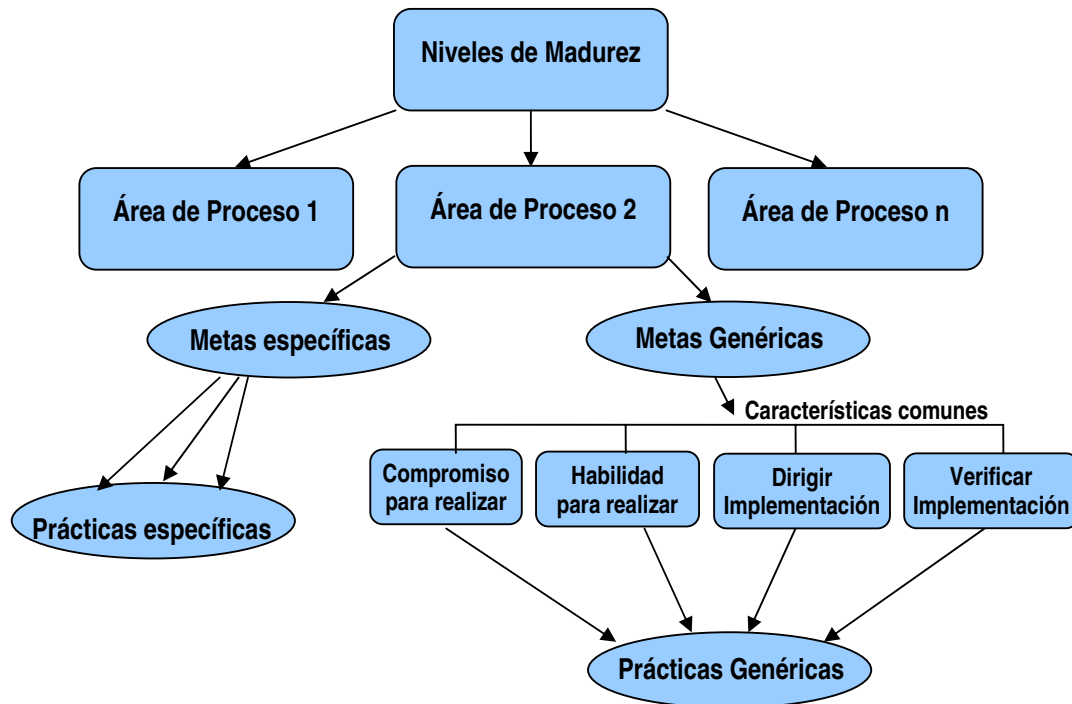 Niveles de Madurez
Área de Proceso 1
Área de Proceso 2
Área de Proceso n
Metas específicas
Metas Genéricas
Características comunes
Compromiso
para realizar
Habilidad
para realizar
Dirigir
Implementación
Verificar
Implementación
Prácticas específicas
Prácticas Genéricas